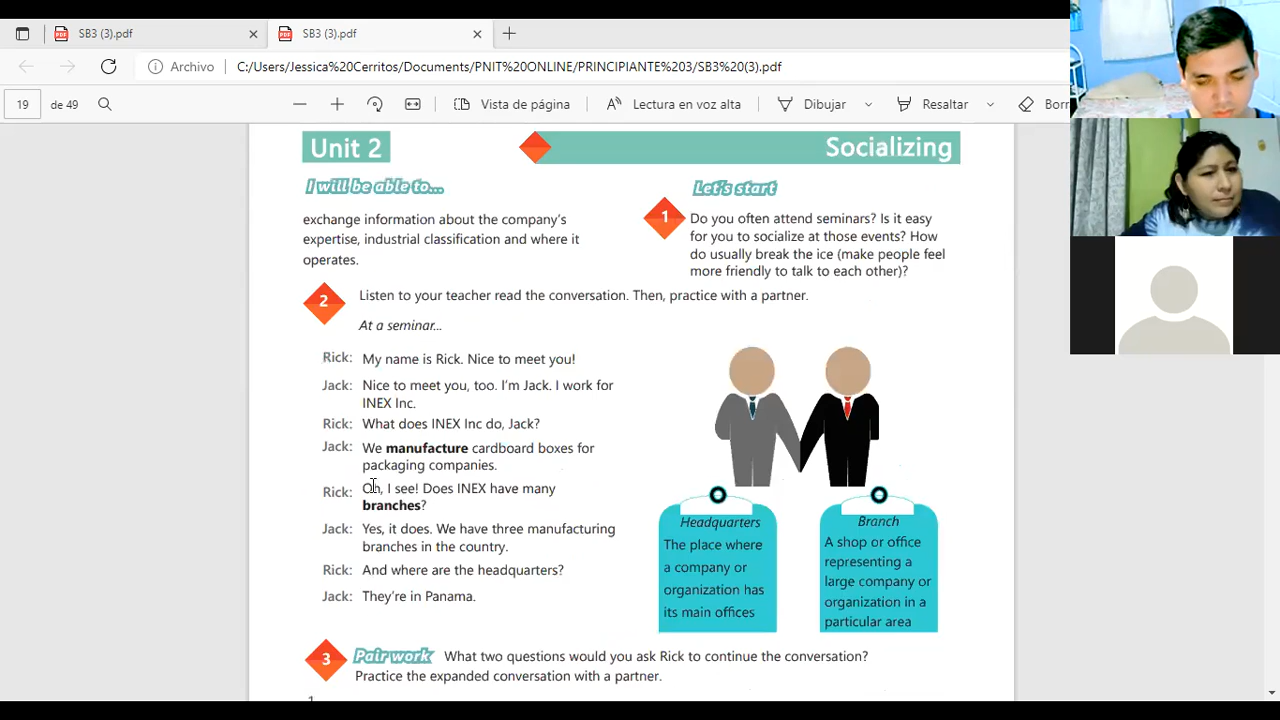 SB3 (3).pdf
SB3 (3).pdf
Archivo
C:/Users/Jessica%20Cerritos/Documents/PNIT%20ONLINE/PRINCIPIANTE%203/SB3%20(3).pdf
19 de 49
Vista de página
Lectura en voz alta
Dibujar
Resaltar
Borr
Unit 2
Socializing
I will be able to...
exchange information about the company's
expertise, industrial classification and where it
operates.
Let's start
1
Do you often attend seminars? Is it easy
for you to socialize at those events? How
do usually break the ice (make people feel
more friendly to talk to each other)?
2
Listen to your teacher read the conversation. Then, practice with a partner.
At a seminar...
Rick: My name is Rick. Nice to meet you!
Jack: Nice to meet you, too. I'm Jack. I work for
INEX Inc.
Rick: What does INEX Inc do, Jack?
Jack: We manufacture cardboard boxes for
packaging companies.
Rick: Oh, I see! Does INEX have many
branches?
Jack: Yes, it does. We have three manufacturing
branches in the country.
Rick: And where are the headquarters?
Jack: They're in Panama.
Headquarters
The place where
a company or
organization has
its main offices
Branch
A shop or office
representing a
large company or
organization in a
particular area
3
Pair work What two questions would you ask Rick to continue the conversation?
Practice the expanded conversation with a partner.
1